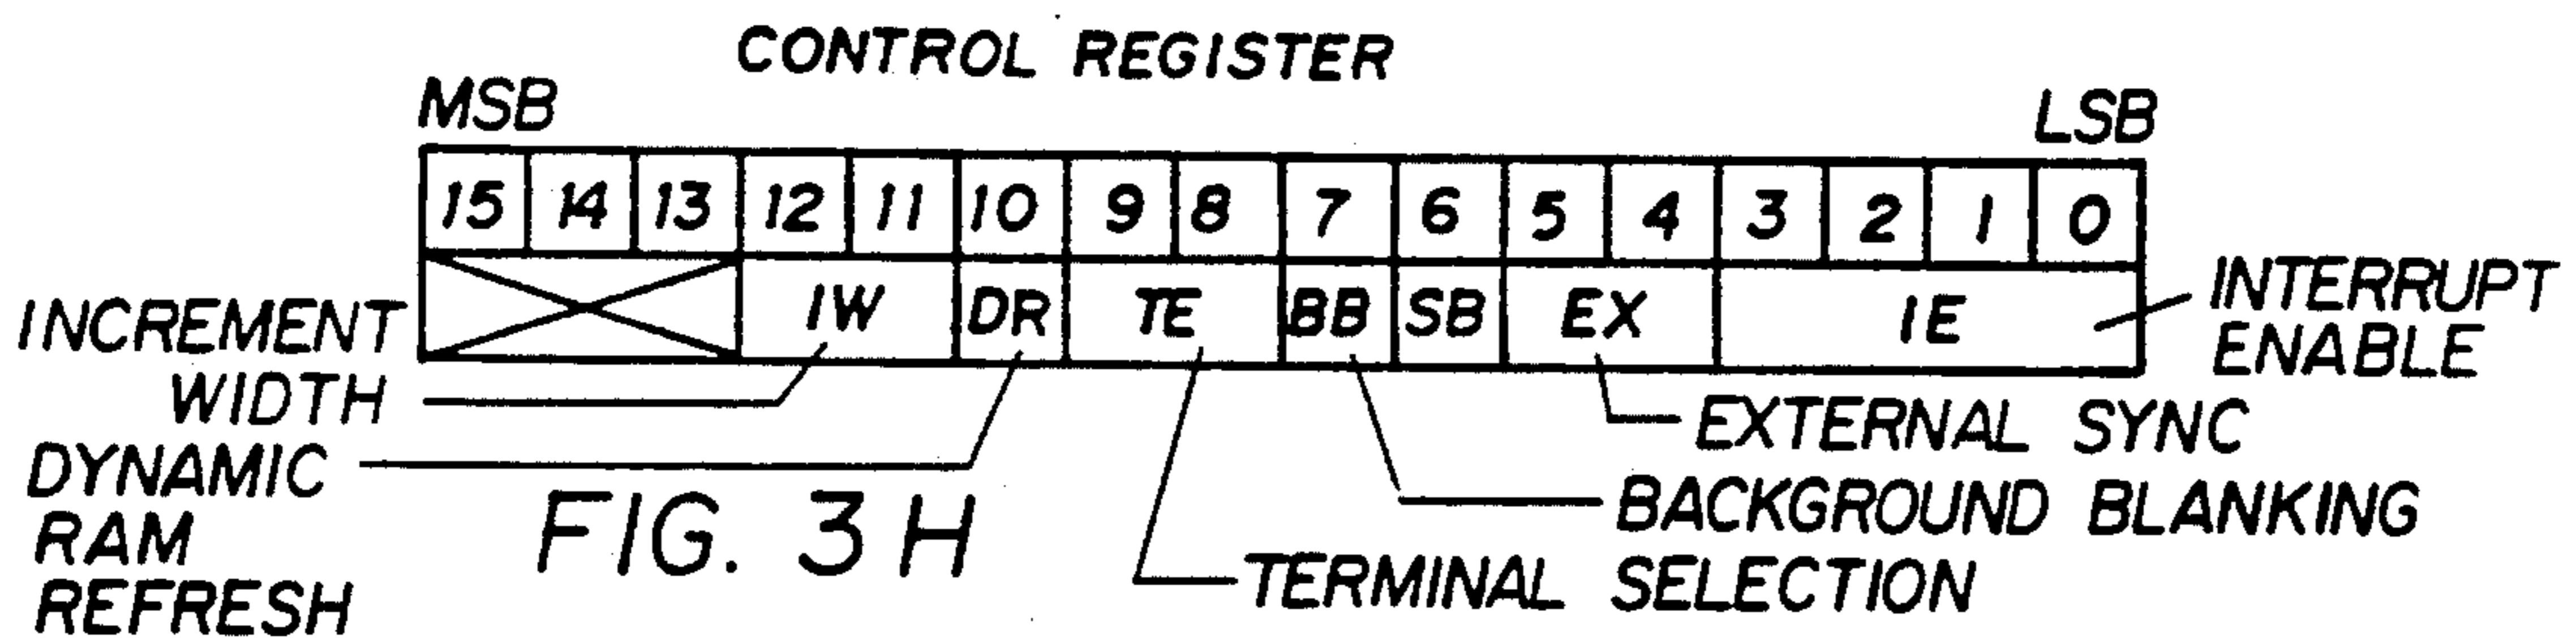 CONTROL REGISTER
MSB
LSB
15 14 13 12 11 10 9 8 7 6 5 4 3 2 1 0
IW DR TE BB SB EX IE
INCREMENT
WIDTH
DYNAMIC
RAM
REFRESH
INTERRUPT
ENABLE
EXTERNAL SYNC
BACKGROUND BLANKING
TERMINAL SELECTION
FIG. 3H